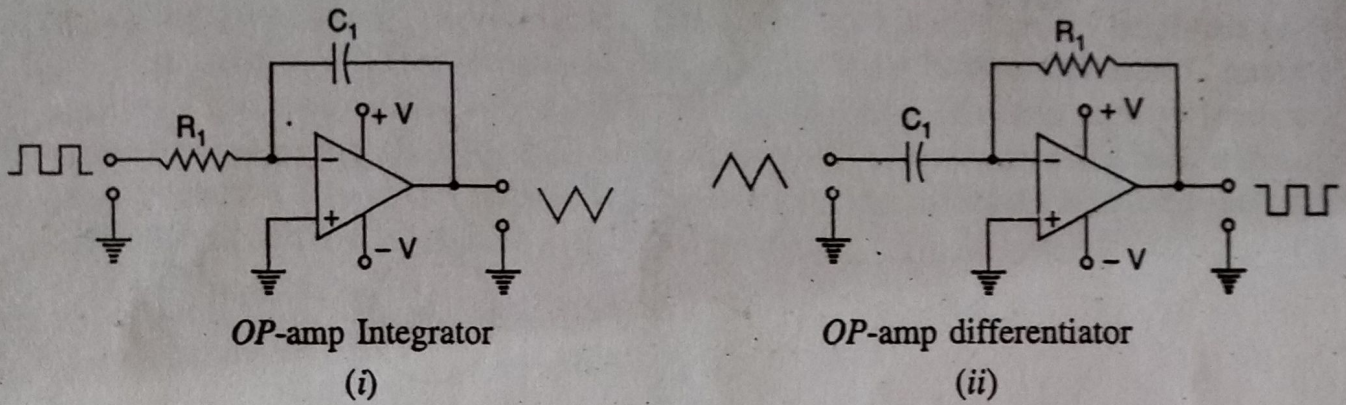 C₁
+ V
R₁
−
+
− V
OP-amp Integrator
(i)
R₁
+ V
C₁
−
+
− V
OP-amp differentiator
(ii)